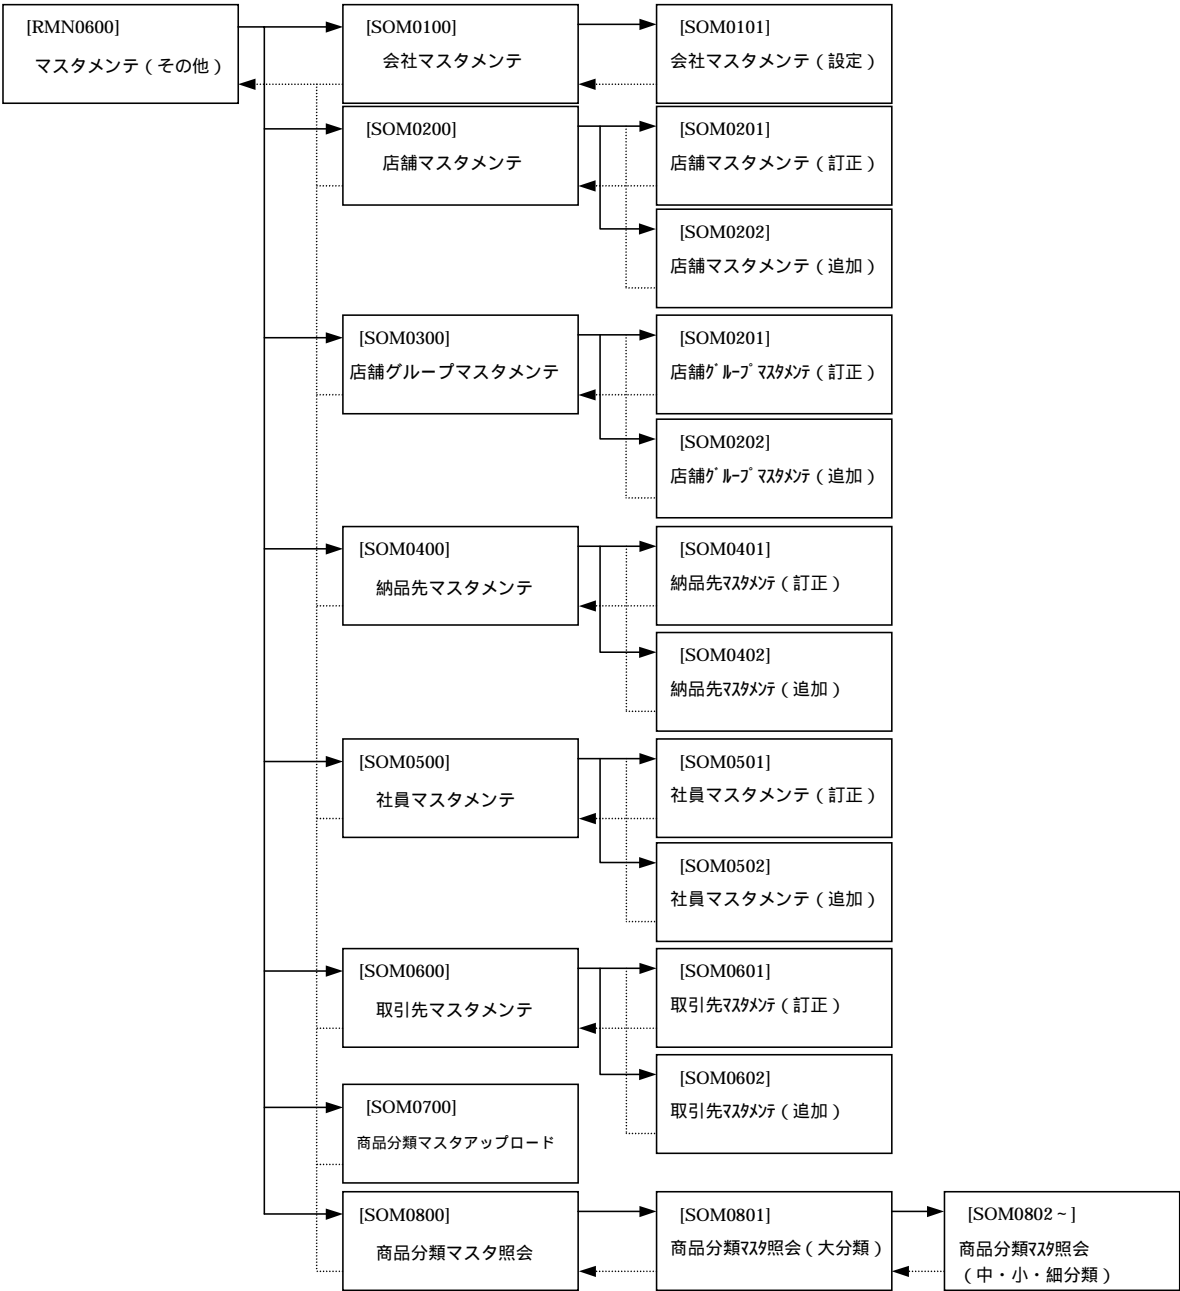 [RMN0600]
マスタメンテ（その他）
[SOM0100]
会社マスタメンテ
[SOM0101]
会社マスタメンテ（設定）
[SOM0200]
店舗マスタメンテ
[SOM0201]
店舗マスタメンテ（訂正）
[SOM0202]
店舗マスタメンテ（追加）
[SOM0300]
店舗グループマスタメンテ
[SOM0201]
店舗ｸﾞﾙｰﾌﾟﾏｽﾀﾒﾝﾃ（訂正）
[SOM0202]
店舗ｸﾞﾙｰﾌﾟﾏｽﾀﾒﾝﾃ（追加）
[SOM0400]
納品先マスタメンテ
[SOM0401]
納品先ﾏｽﾀﾒﾝﾃ（訂正）
[SOM0402]
納品先ﾏｽﾀﾒﾝﾃ（追加）
[SOM0500]
社員マスタメンテ
[SOM0501]
社員マスタメンテ（訂正）
[SOM0502]
社員マスタメンテ（追加）
[SOM0600]
取引先マスタメンテ
[SOM0601]
取引先ﾏｽﾀﾒﾝﾃ（訂正）
[SOM0602]
取引先ﾏｽﾀﾒﾝﾃ（追加）
[SOM0700]
商品分類マスタアップロード
[SOM0800]
商品分類マスタ照会
[SOM0801]
商品分類ﾏｽﾀ照会（大分類）
[SOM0802～]
商品分類ﾏｽﾀ照会
（中・小・細分類）